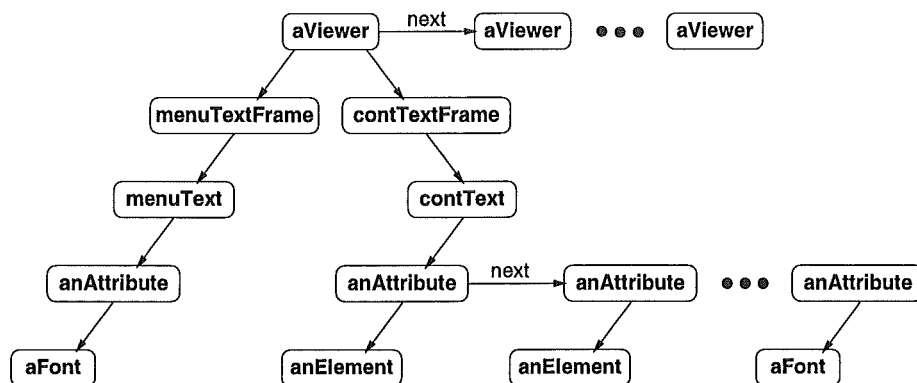 aViewer next aViewer aViewer
menuTextFrame contTextFrame
menuText contText
anAttribute anAttribute next anAttribute anAttribute
aFont anElement anElement aFont